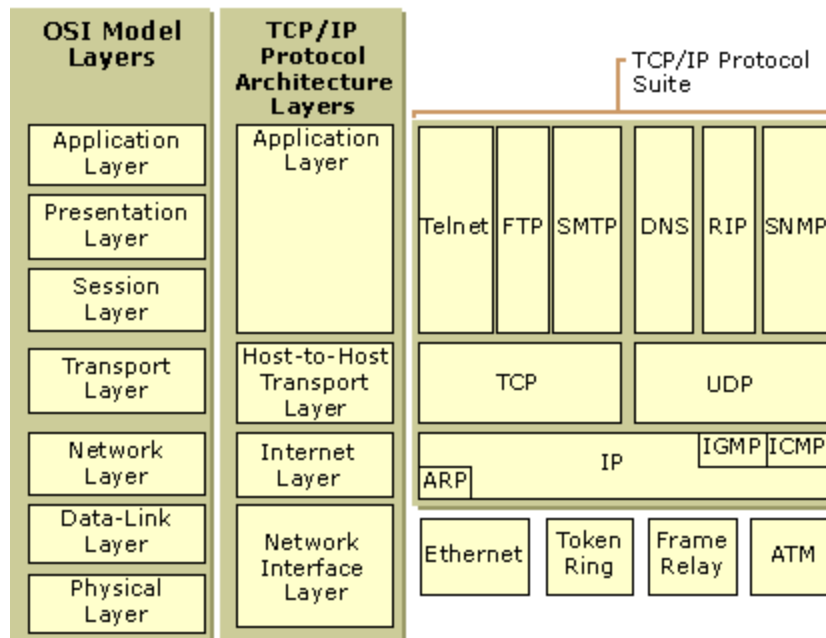 OSI Model
Layers
Application
Layer
Presentation
Layer
Session
Layer
Transport
Layer
Network
Layer
Data-Link
Layer
Physical
Layer
TCP/IP
Protocol
Architecture
Layers
Application
Layer
Host-to-Host
Transport
Layer
Internet
Layer
Network
Interface
Layer
TCP/IP Protocol
Suite
Telnet
FTP
SMTP
DNS
RIP
SNMP
TCP
UDP
IP
IGMP
ICMP
ARP
Ethernet
Token
Ring
Frame
Relay
ATM